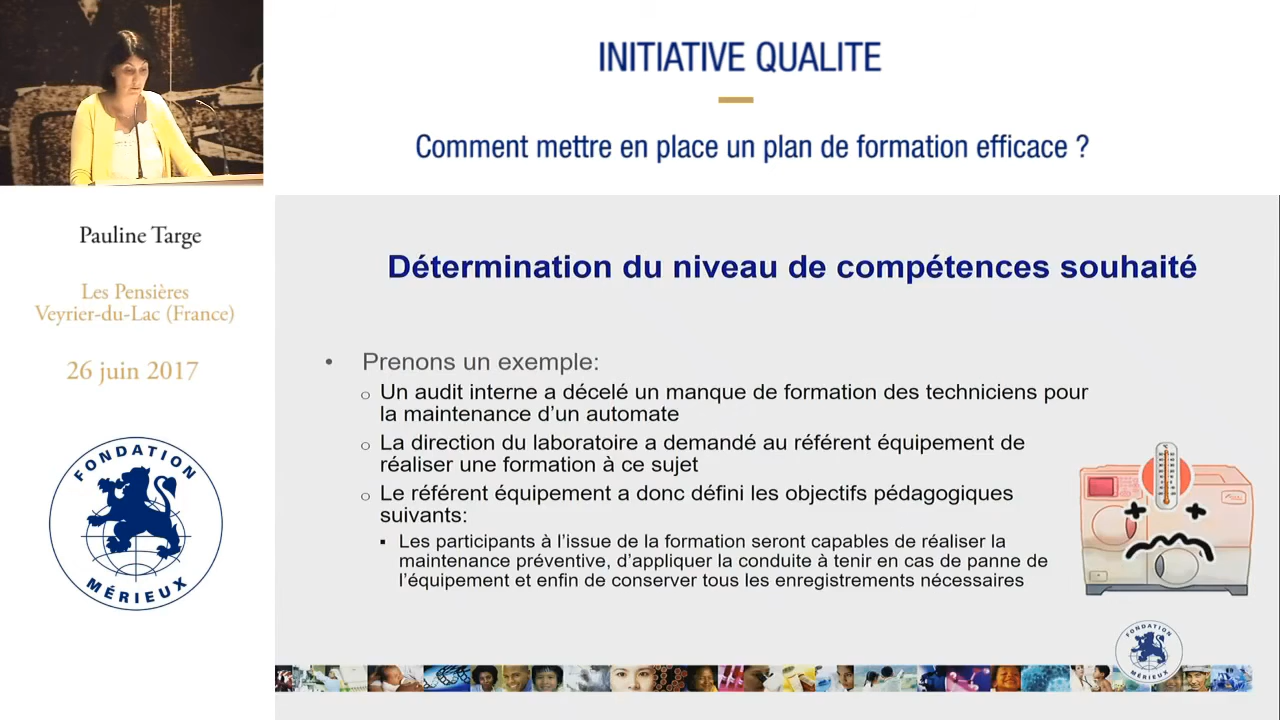 INITIATIVE QUALITE
Comment mettre en place un plan de formation efficace ?
Pauline Targe
Les Pensières
Veyrier-du-Lac (France)
26 juin 2017
FONDATION
MÉRIEUX
Détermination du niveau de compétences souhaité
• Prenons un exemple:
o Un audit interne a décelé un manque de formation des techniciens pour
la maintenance d'un automate
o La direction du laboratoire a demandé au référent équipement de
réaliser une formation à ce sujet
o Le référent équipement a donc défini les objectifs pédagogiques
suivants:
▪ Les participants à l'issue de la formation seront capables de réaliser la
maintenance préventive, d'appliquer la conduite à tenir en cas de panne de
l'équipement et enfin de conserver tous les enregistrements nécessaires
FONDATION
MÉRIEUX